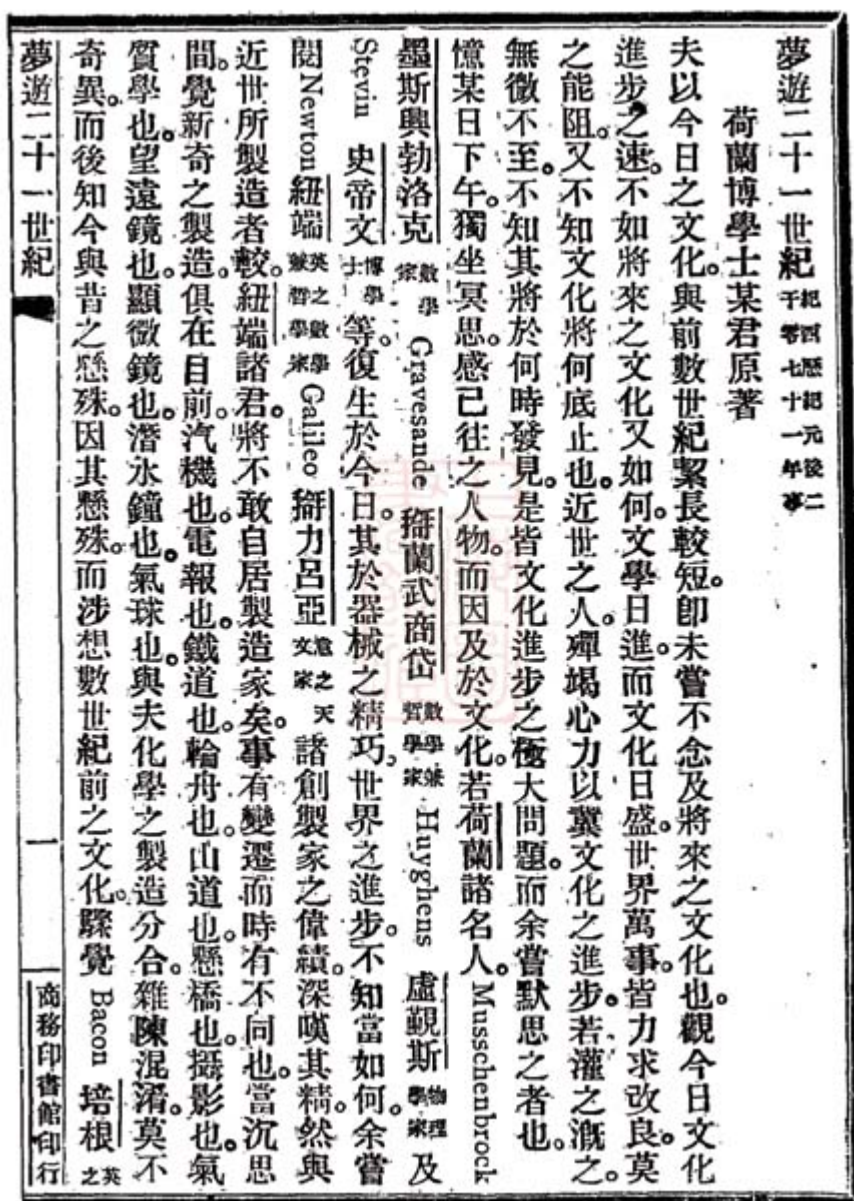 夢遊二十一世紀 紀西歷紀元後二千零七十一年事
荷蘭博學士某君原著
夫以今日之文化。與前數世紀絜長較短。卽未嘗不念及將來之文化也。觀今日文化
進步之速。不如將來之文化又如何。文學日進。而文化日盛。世界萬事。皆力求改良。莫
之能阻。又不知文化將何底止也。近世之人。殫竭心力以冀文化之進步。若灌之漑之。
無微不至。不知其將於何時發見。是皆文化進步之極大問題。而余嘗默思之者也。
憶某日下午。獨坐冥思。感已往之人物。而因及於文化。若荷蘭諸名人。Musschenbrock
墨斯興勃洛克 數學家 Gravesande 搿蘭武商岱 數學兼哲學家 Huyghens 盧觀斯 物理學家 及
Stevin 史帝文 博學士 等。復生於今日。其於器械之精巧。世界之進步。不知當如何。余嘗
閱 Newton 紐端 英之數學兼哲學家 Galileo 搿力呂亞 意之天文家 諸創製家之偉績。深嘆其精。然與
近世所製造者較。紐端諸君。將不敢自居製造家矣。事有變遷。而時有不同也。當沉思
間。覺新奇之製造。俱在目前。汽機也。電報也。鐵道也。輪舟也。山道也。懸橋也。攝影也。氣
質學也。望遠鏡也。顯微鏡也。潛水鐘也。氣球也。與夫化學之製造分合。雜陳混淆。莫不
奇異。而後知今與昔之懸殊。因其懸殊。而涉想數世紀前之文化。驟覺 Bacon 培根 英之
夢遊二十一世紀 一 商務印書館印行